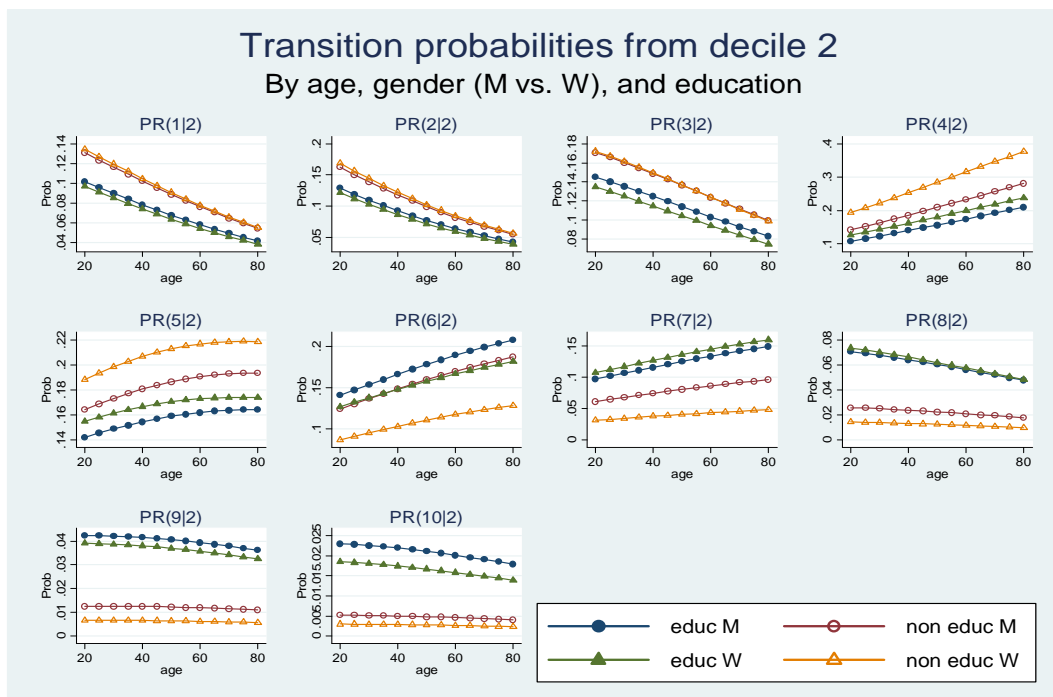 Transition probabilities from decile 2
By age, gender (M vs. W), and education
PR(1|2)
Prob
.04 .06 .08 .1 .12 .14
20 40 60 80
age
PR(2|2)
Prob
.05 .1 .15 .2
20 40 60 80
age
PR(3|2)
Prob
.08 .1 .12 .14 .16 .18
20 40 60 80
age
PR(4|2)
Prob
.1 .2 .3 .4
20 40 60 80
age
PR(5|2)
Prob
.14 .16 .18 .2 .22
20 40 60 80
age
PR(6|2)
Prob
.1 .15 .2
20 40 60 80
age
PR(7|2)
Prob
0 .05 .1 .15
20 40 60 80
age
PR(8|2)
Prob
0 .02 .04 .06 .08
20 40 60 80
age
PR(9|2)
Prob
0 .01 .02 .03 .04
20 40 60 80
age
PR(10|2)
Prob
0 .005 .01 .015 .02 .025
20 40 60 80
age
educ M
non educ M
educ W
non educ W